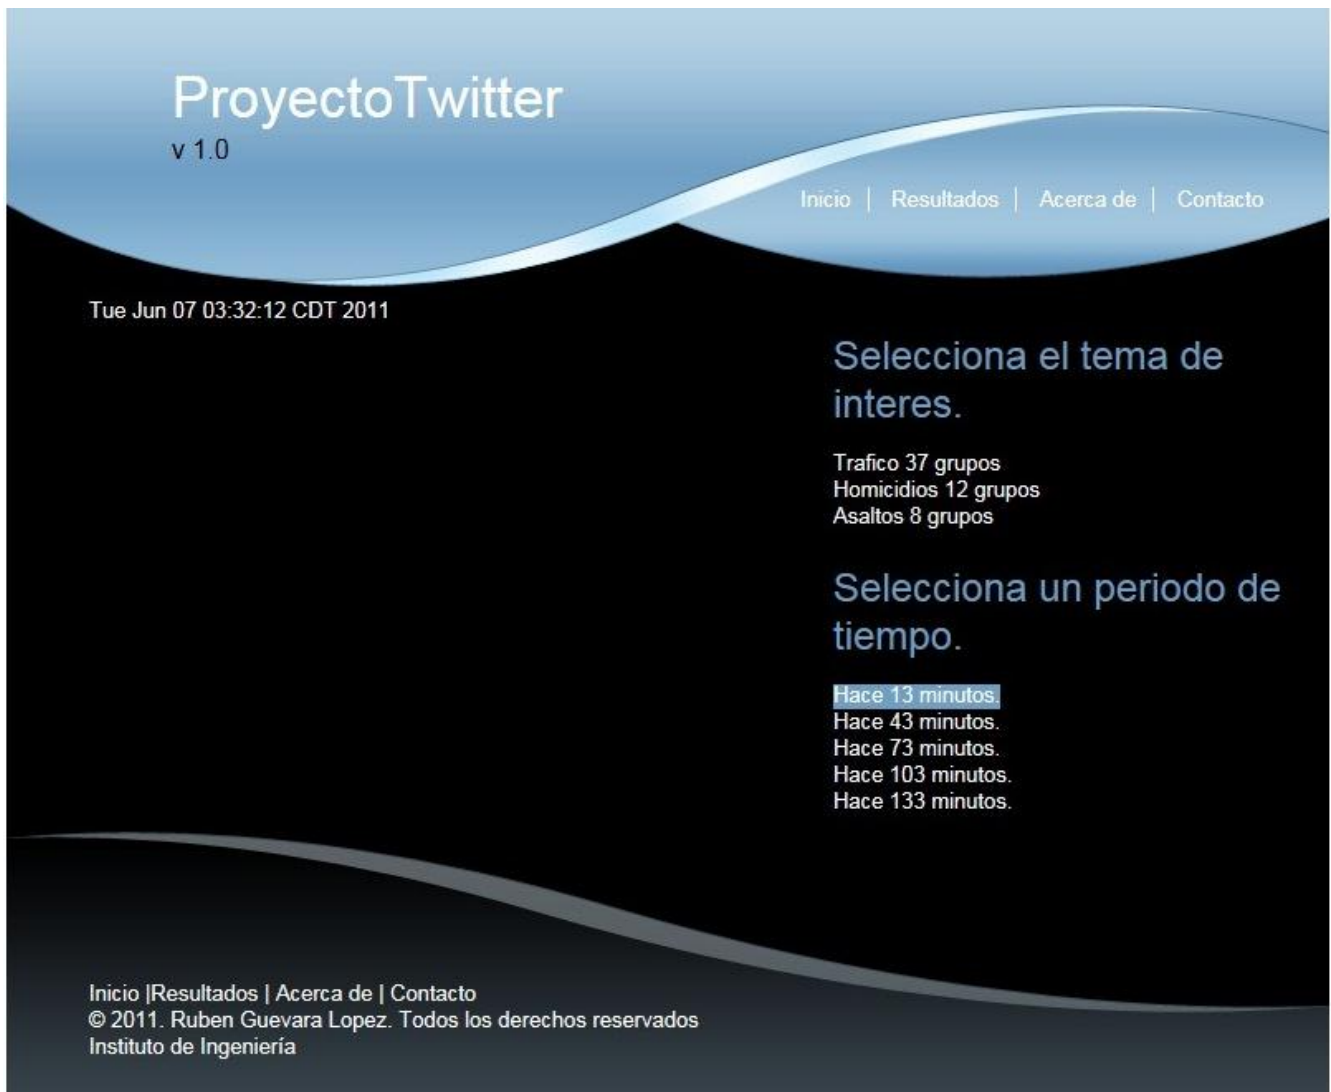 ProyectoTwitter
v 1.0
Inicio | Resultados | Acerca de | Contacto
Tue Jun 07 03:32:12 CDT 2011
Selecciona el tema de
interes.
Trafico 37 grupos
Homicidios 12 grupos
Asaltos 8 grupos
Selecciona un periodo de
tiempo.
Hace 13 minutos.
Hace 43 minutos.
Hace 73 minutos.
Hace 103 minutos.
Hace 133 minutos.
Inicio |Resultados | Acerca de | Contacto
© 2011. Ruben Guevara Lopez. Todos los derechos reservados
Instituto de Ingeniería